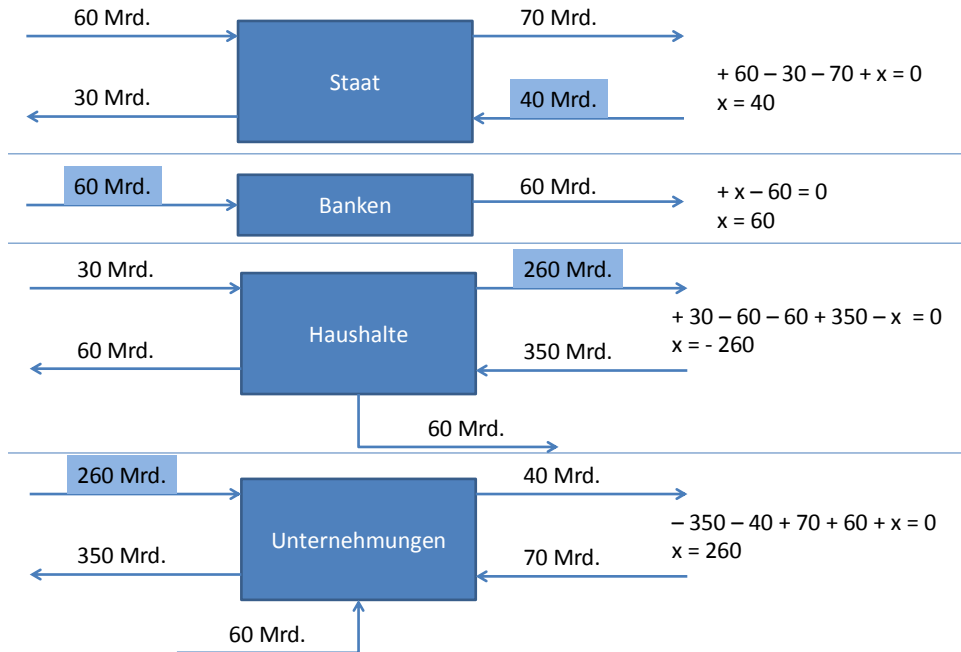 60 Mrd.
70 Mrd.
Staat
30 Mrd.
40 Mrd.
+ 60 – 30 – 70 + x = 0
x = 40
60 Mrd.
60 Mrd.
Banken
+ x – 60 = 0
x = 60
30 Mrd.
260 Mrd.
Haushalte
60 Mrd.
350 Mrd.
60 Mrd.
+ 30 – 60 – 60 + 350 – x = 0
x = - 260
260 Mrd.
40 Mrd.
Unternehmungen
350 Mrd.
70 Mrd.
60 Mrd.
– 350 – 40 + 70 + 60 + x = 0
x = 260